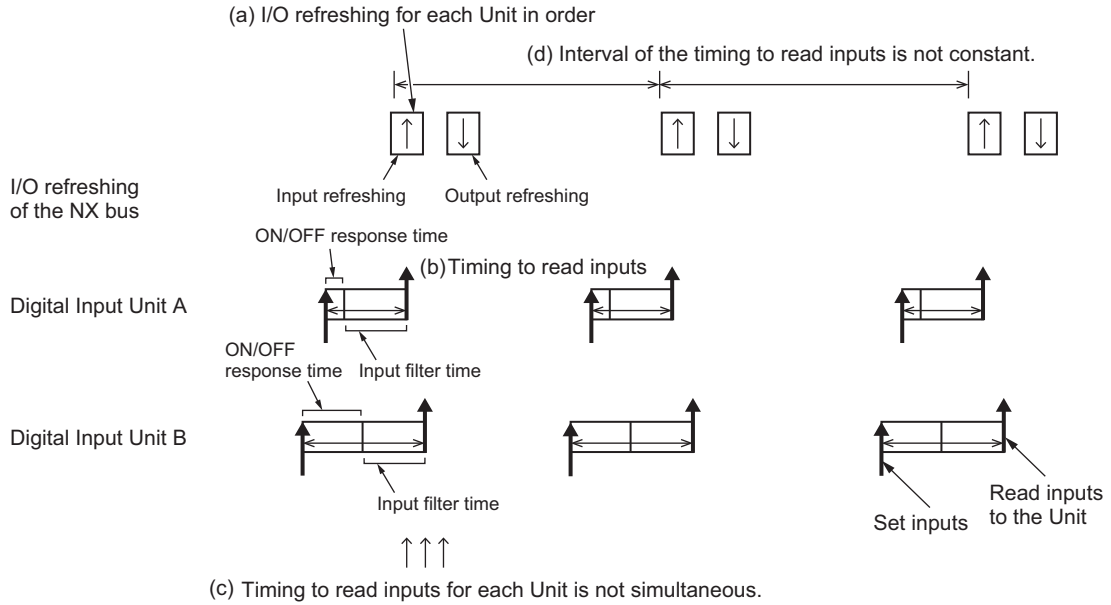 (a) I/O refreshing for each Unit in order
(d) Interval of the timing to read inputs is not constant.
Input refreshing
Output refreshing
I/O refreshing
of the NX bus
ON/OFF response time
(b) Timing to read inputs
Digital Input Unit A
ON/OFF
response time
Input filter time
Digital Input Unit B
Input filter time
Set inputs
Read inputs
to the Unit
(c) Timing to read inputs for each Unit is not simultaneous.